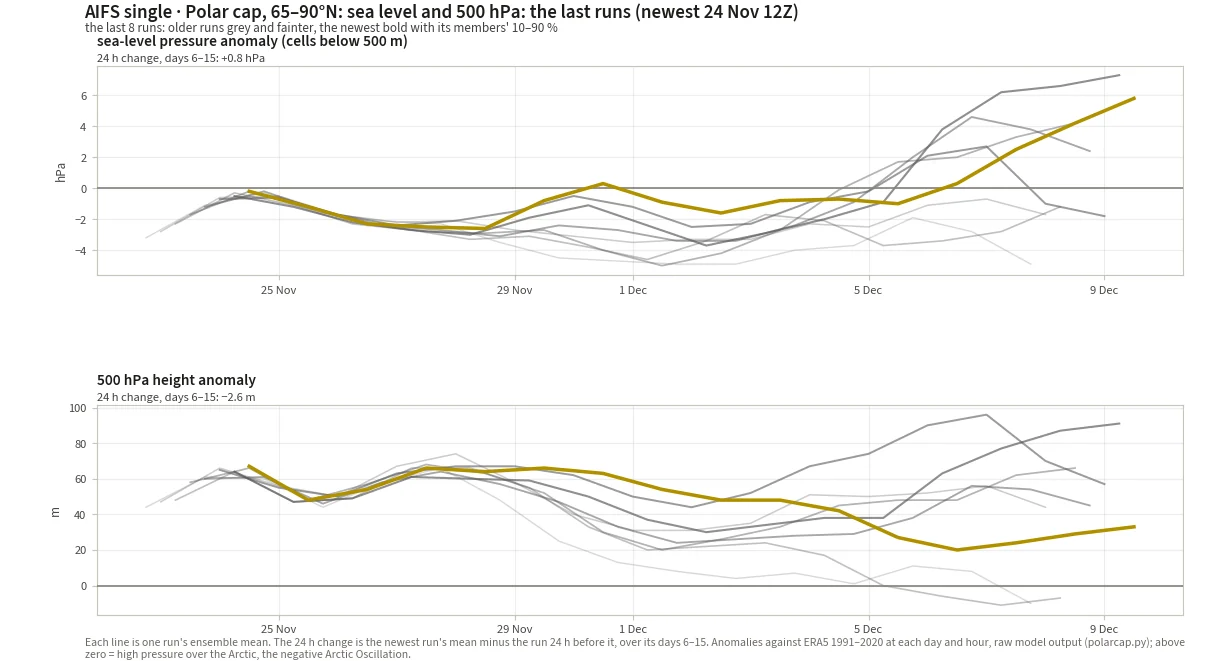 AIFS single · Polar cap, 65–90°N: sea level and 500 hPa: the last runs (newest 24 Nov 12Z)
the last 8 runs: older runs grey and fainter, the newest bold with its members' 10–90 %
sea-level pressure anomaly (cells below 500 m)
24 h change, days 6–15: +0.8 hPa
6
4
2
0
−2
−4
hPa
25 Nov
29 Nov
1 Dec
5 Dec
9 Dec
500 hPa height anomaly
24 h change, days 6–15: −2.6 m
100
80
60
40
20
0
m
25 Nov
29 Nov
1 Dec
5 Dec
9 Dec
Each line is one run's ensemble mean. The 24 h change is the newest run's mean minus the run 24 h before it, over its days 6–15. Anomalies against ERA5 1991–2020 at each day and hour, raw model output (polarcap.py); above
zero = high pressure over the Arctic, the negative Arctic Oscillation.